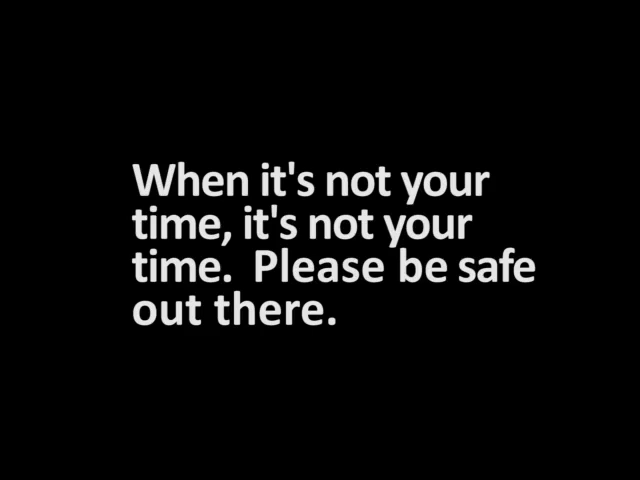 When it's not your
time, it's not your
time.  Please be safe
out there.